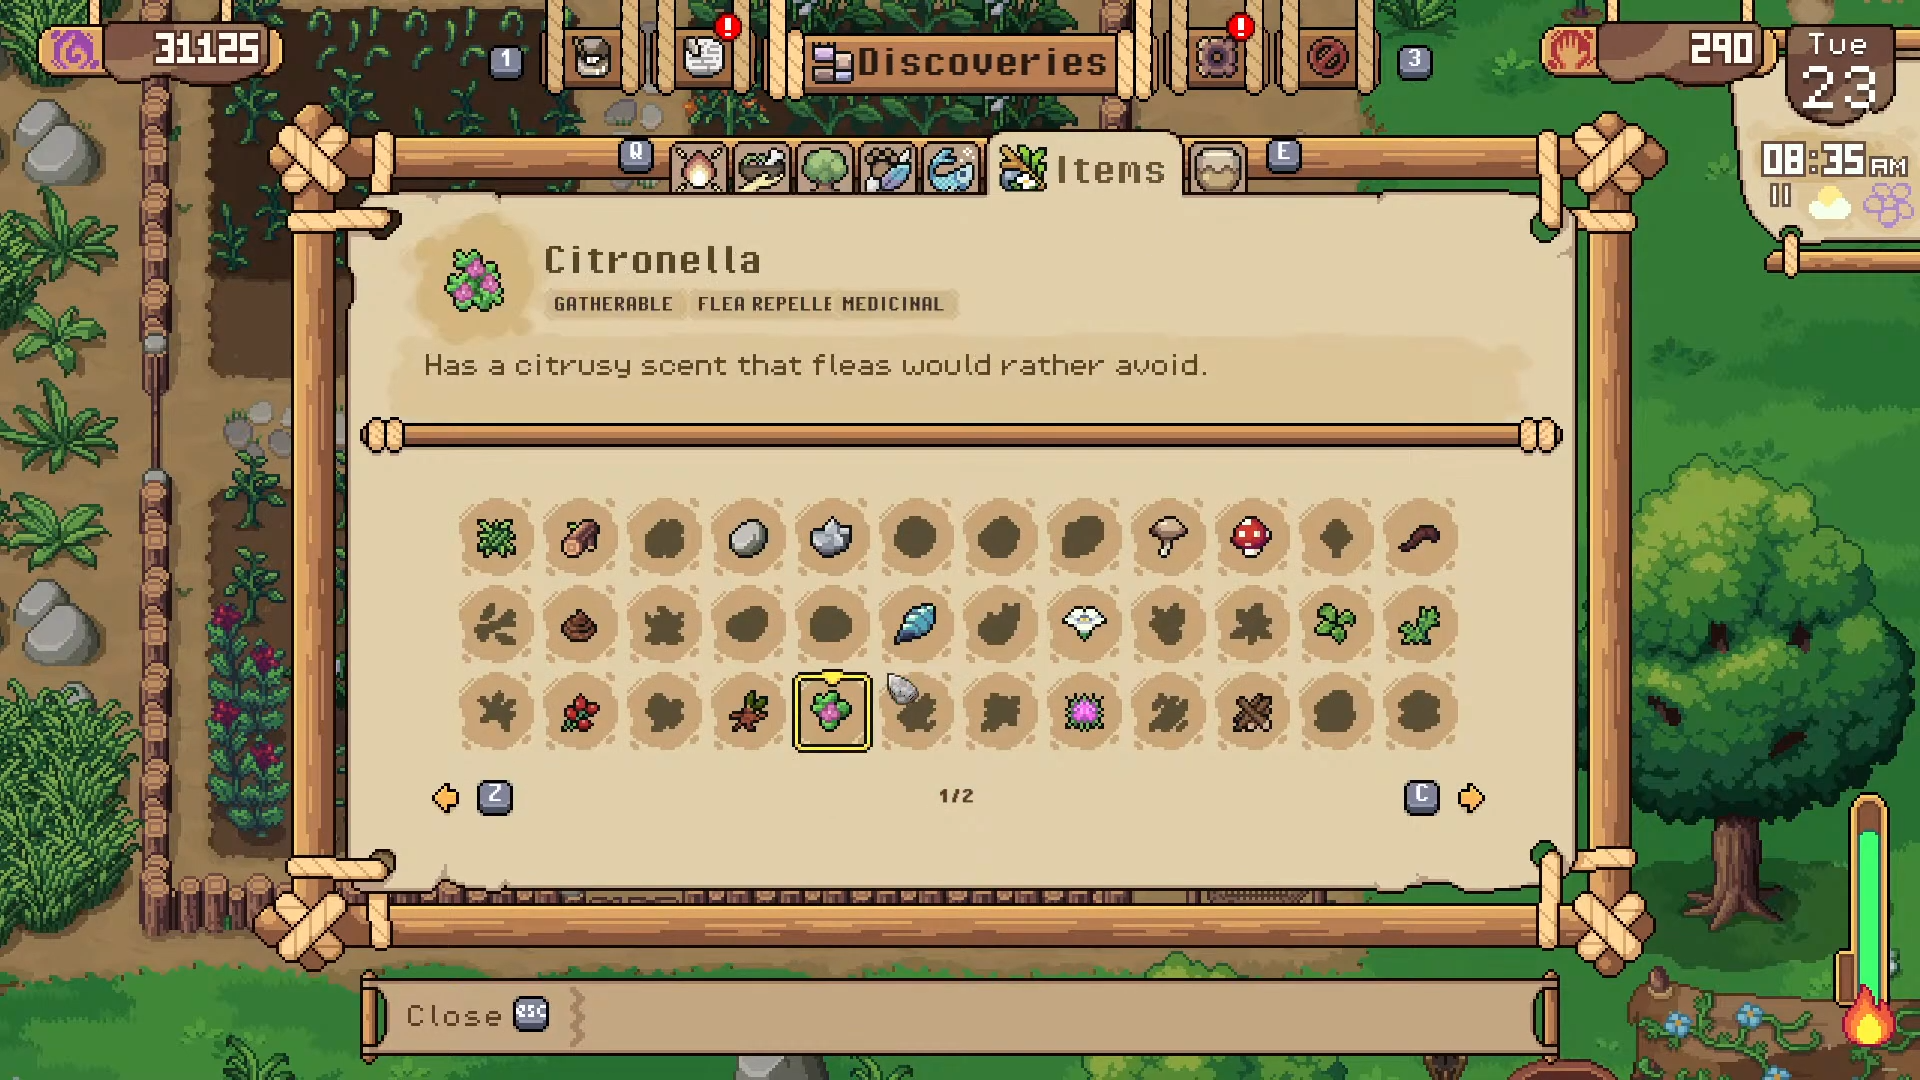 31125
1
Discoveries
3
290
Tue
23
08:35 AM
Q
Items
E
Citronella
GATHERABLE FLEA REPELLE MEDICINAL
Has a citrusy scent that fleas would rather avoid.
Z
1/2
C
Close ESC